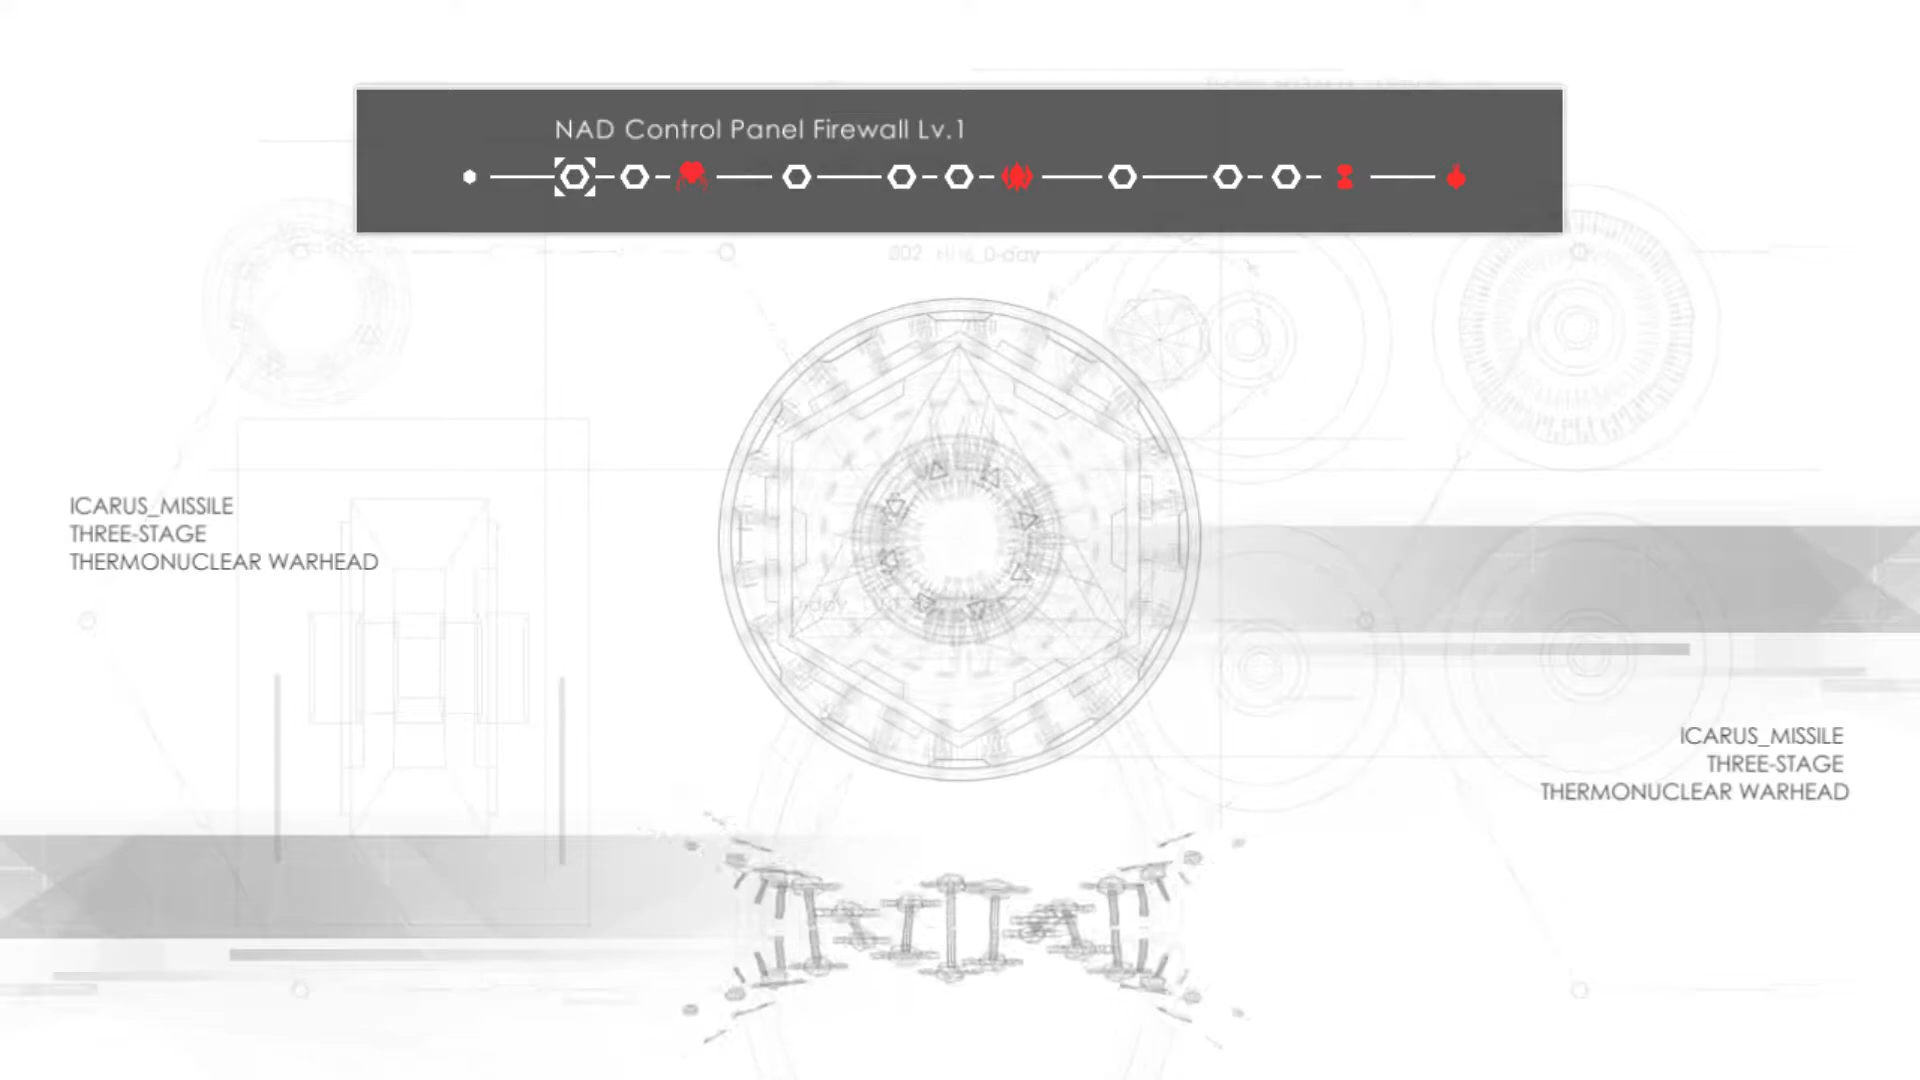 NAD Control Panel Firewall Lv.1
ICARUS_MISSILE
THREE-STAGE
THERMONUCLEAR WARHEAD
ICARUS_MISSILE
THREE-STAGE
THERMONUCLEAR WARHEAD